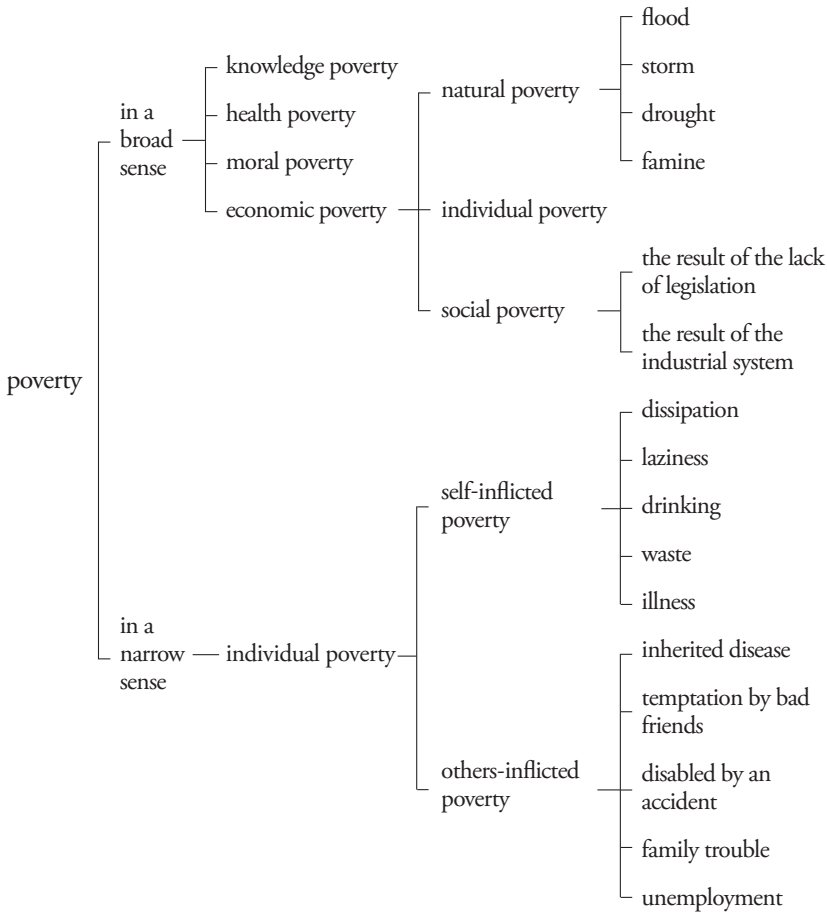 poverty
in a
broad
sense
knowledge poverty
health poverty
moral poverty
economic poverty
natural poverty
flood
storm
drought
famine
individual poverty
social poverty
the result of the lack
of legislation
the result of the
industrial system
in a
narrow
sense
individual poverty
self-inflicted
poverty
dissipation
laziness
drinking
waste
illness
others-inflicted
poverty
inherited disease
temptation by bad
friends
disabled by an
accident
family trouble
unemployment